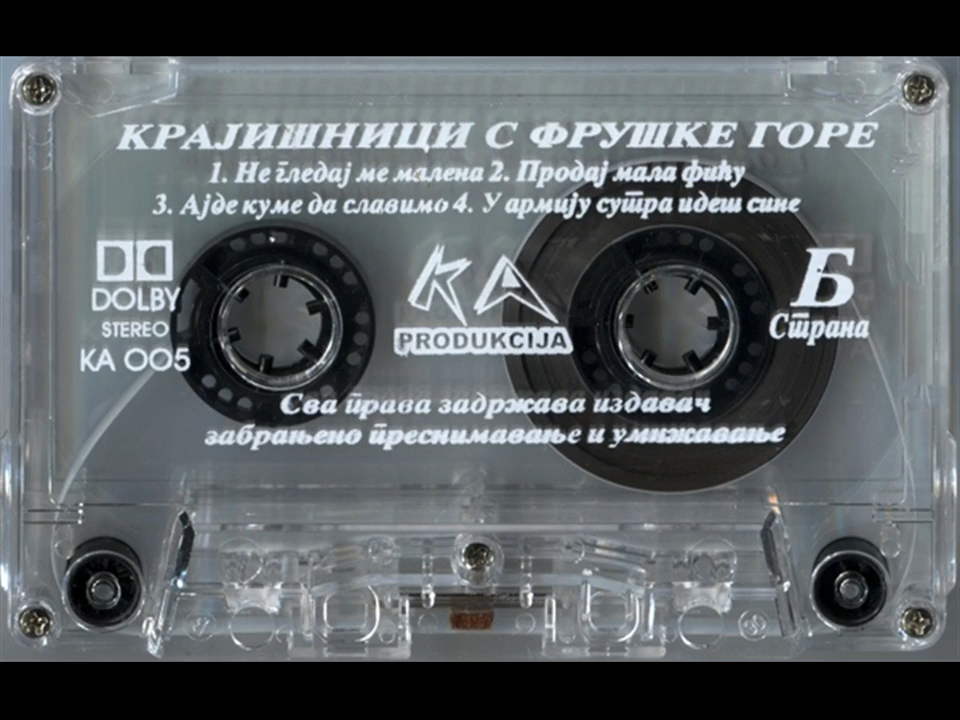 КРАЈИШНИЦИ С ФРУШКЕ ГОРЕ
1. Не гледај ме малена 2. Продај мала фићу
3. Ајде куме да славимо 4. У армију сутра идеш сине
DOLBY
STEREO
KA 005
KA
PRODUKCIJA
Б
Страна
Сва права задржава издавач
забрањено преснимавање и умножавање